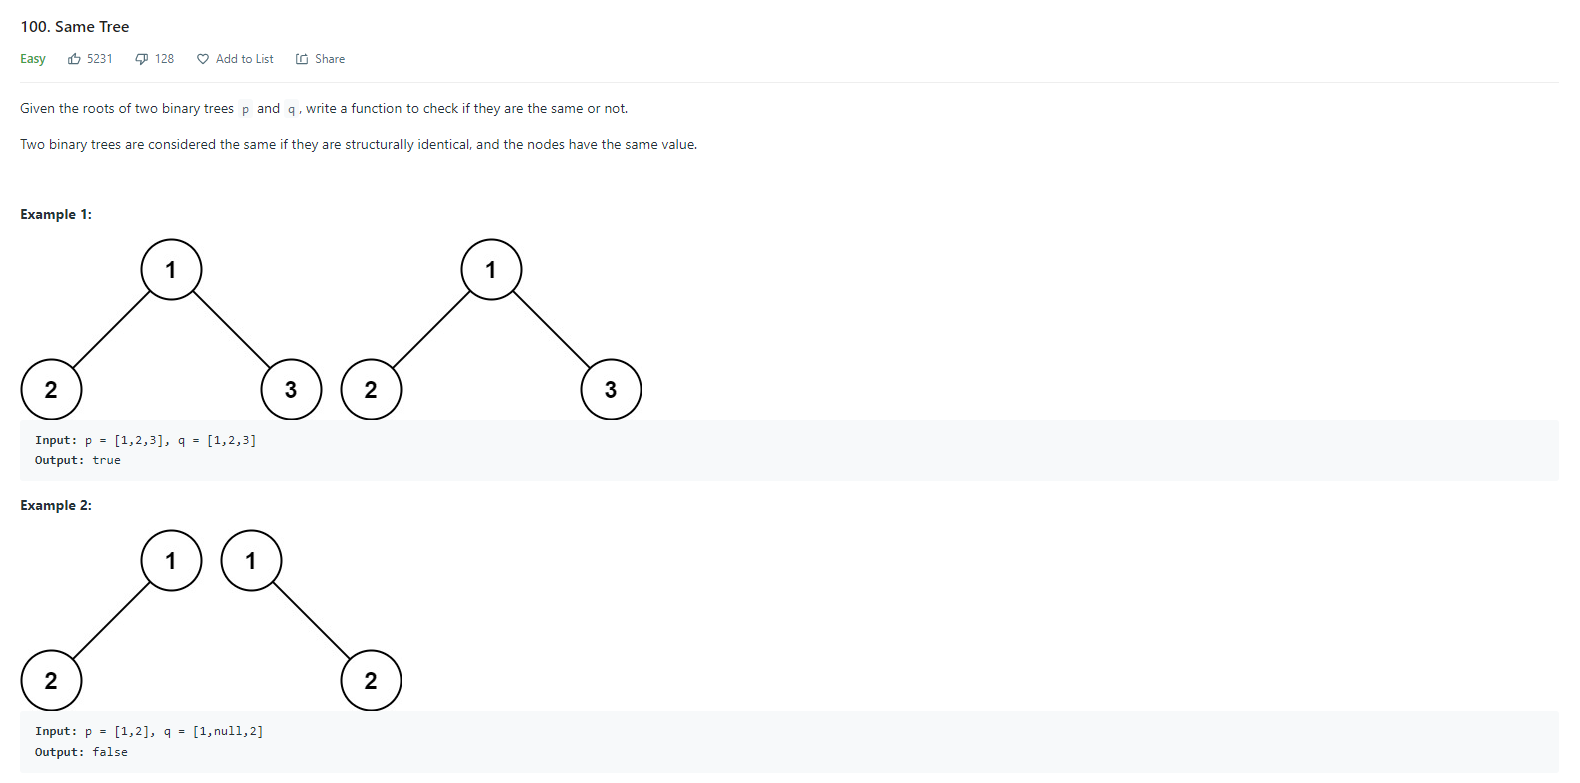 100. Same Tree
Easy 5231 128 Add to List Share
Given the roots of two binary trees p and q, write a function to check if they are the same or not.
Two binary trees are considered the same if they are structurally identical, and the nodes have the same value.
Example 1:
1 1
2 3 2 3
Input: p = [1,2,3], q = [1,2,3]
Output: true
Example 2:
1 1
2 2
Input: p = [1,2], q = [1,null,2]
Output: false